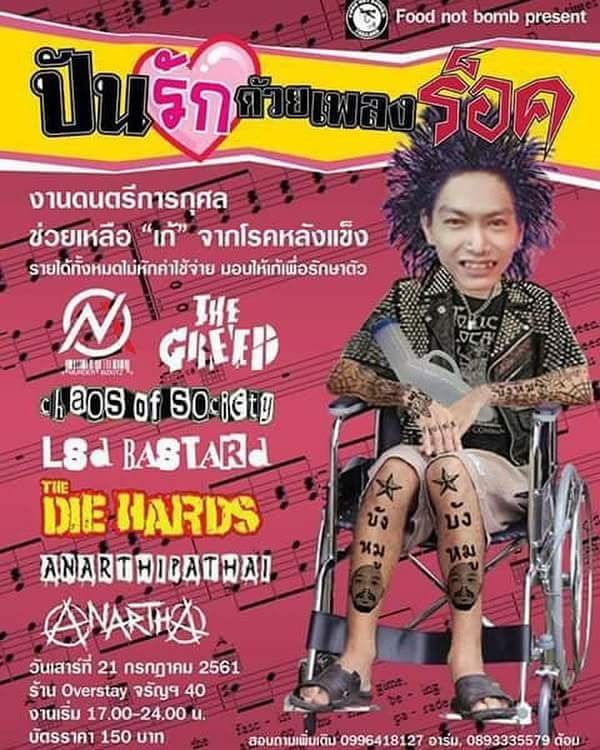 Food not bomb present
ปันรักด้วยเพลงร็อค
งานดนตรีการกุศล
ช่วยเหลือ "เก้" จากโรคหลังแข็ง
รายได้ทั้งหมดไม่หักค่าใช้จ่าย มอบให้เก้เพื่อรักษาตัว
THE GREED
chaos of society
LSd BASTARd
THE DIE HARDS
ANARTHIPATHAI
ANARTHA
บัง หมู
บัง หมู
วันเสาร์ที่ 21 กรกฎาคม 2561
ร้าน Overstay จรัญฯ 40
งานเริ่ม 17.00-24.00 น.
บัตรราคา 150 บาท
สอบถามเพิ่มเติม 0996418127 อาร์ม, 0893335579 ต้อม